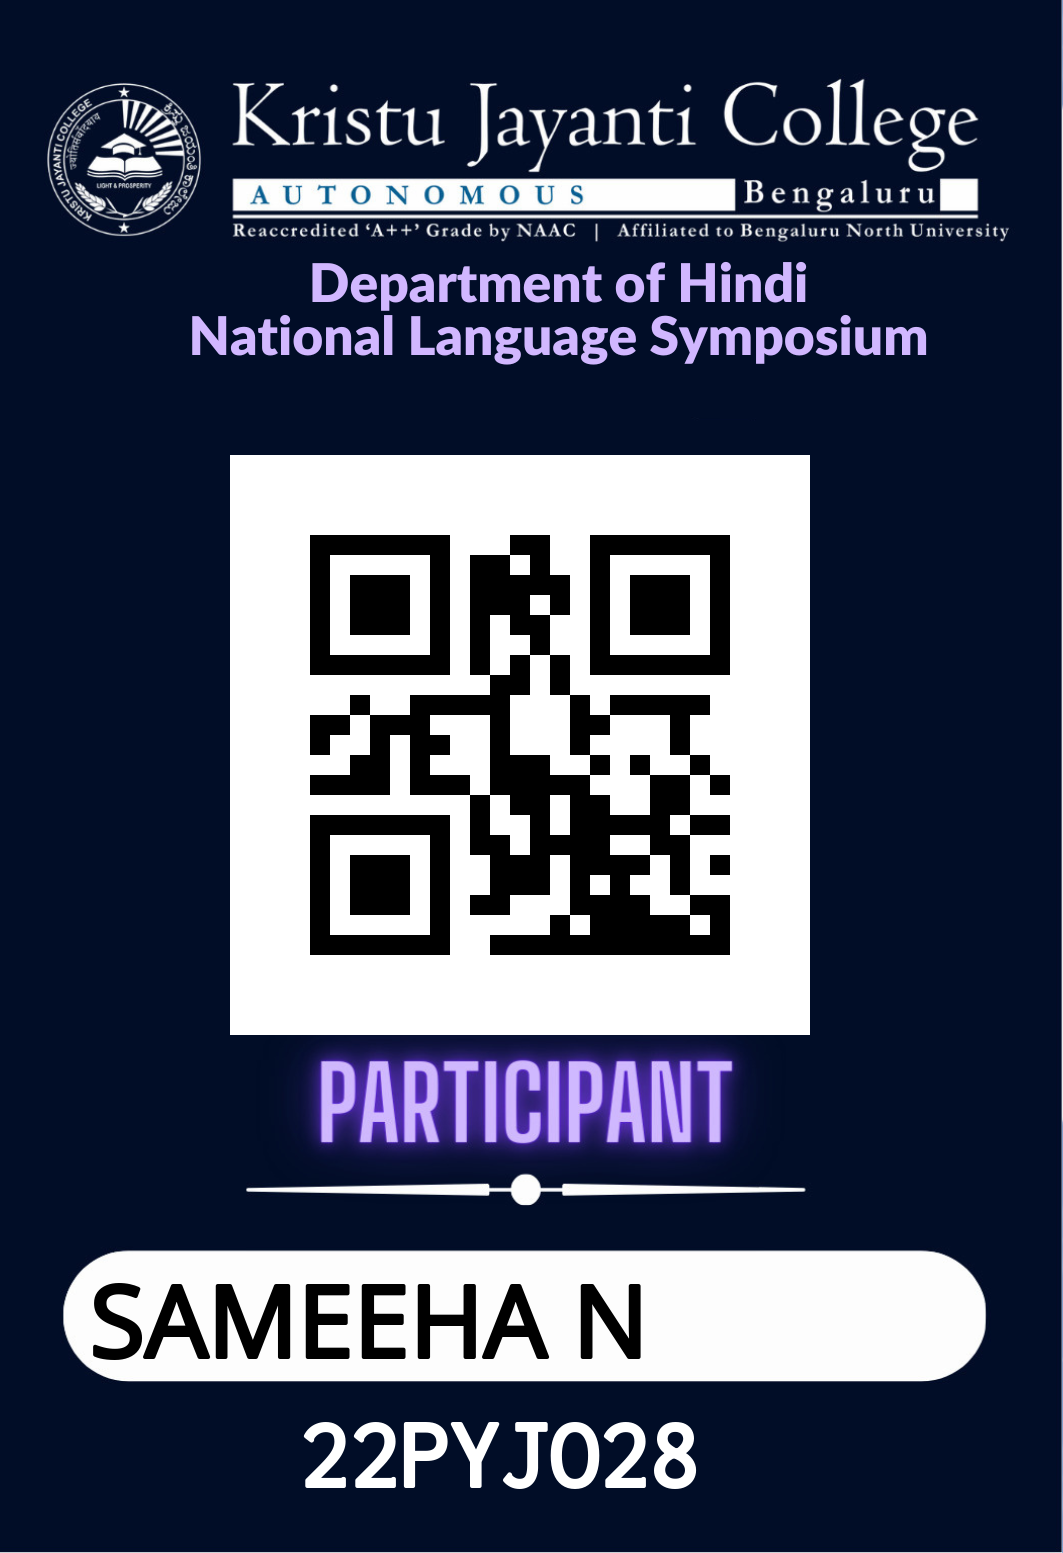 Kristu Jayanti College
AUTONOMOUS Bengaluru
Reaccredited ‘A++’ Grade by NAAC | Affiliated to Bengaluru North University
KRISTU JAYANTI COLLEGE
LIGHT & PROSPERITY
Department of Hindi
National Language Symposium
PARTICIPANT
SAMEEHA N
22PYJ028